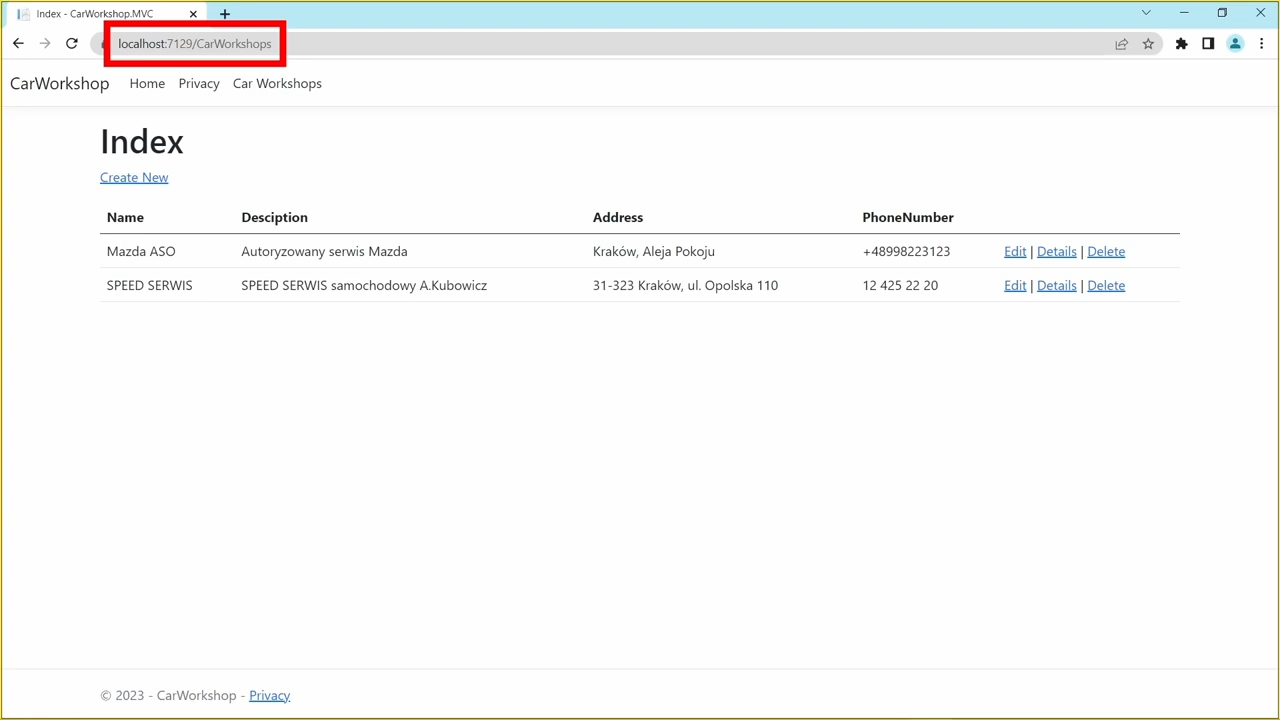 Index - CarWorkshop.MVC
localhost:7129/CarWorkshops
CarWorkshop Home Privacy Car Workshops
Index
Create New
Name Desciption Address PhoneNumber
Mazda ASO Autoryzowany serwis Mazda Kraków, Aleja Pokoju +48998223123 Edit | Details | Delete
SPEED SERWIS SPEED SERWIS samochodowy A.Kubowicz 31-323 Kraków, ul. Opolska 110 12 425 22 20 Edit | Details | Delete
© 2023 - CarWorkshop - Privacy